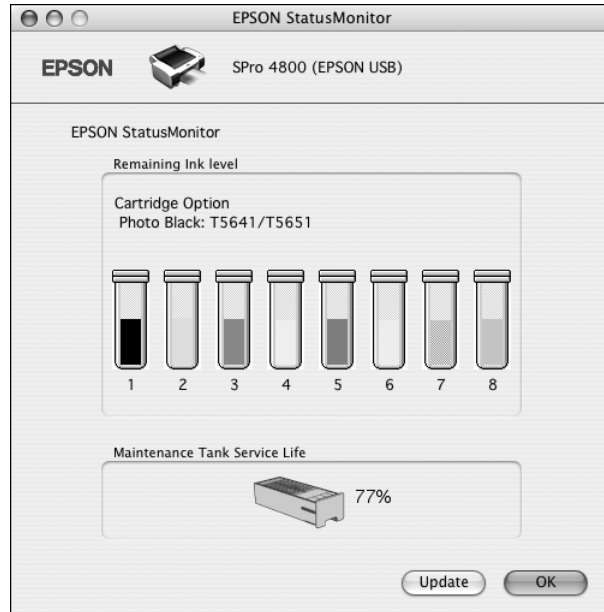 EPSON StatusMonitor
EPSON
SPro 4800 (EPSON USB)
EPSON StatusMonitor
Remaining Ink level
Cartridge Option
Photo Black: T5641/T5651
1 2 3 4 5 6 7 8
Maintenance Tank Service Life
77%
Update OK